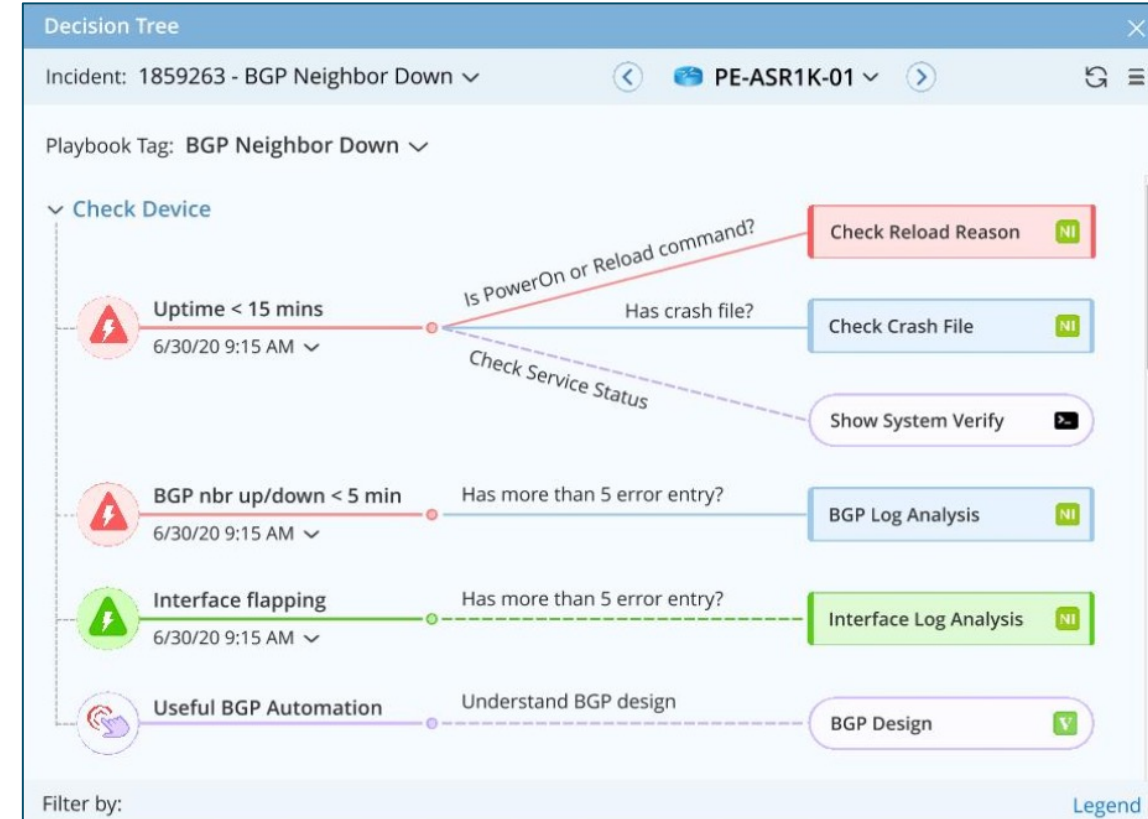 Decision Tree
Incident: 1859263 - BGP Neighbor Down
PE-ASR1K-01
Playbook Tag: BGP Neighbor Down
Check Device
Uptime < 15 mins
6/30/20 9:15 AM
Is PowerOn or Reload command?
Check Reload Reason NI
Has crash file?
Check Crash File NI
Check Service Status
Show System Verify >_
BGP nbr up/down < 5 min
6/30/20 9:15 AM
Has more than 5 error entry?
BGP Log Analysis NI
Interface flapping
6/30/20 9:15 AM
Has more than 5 error entry?
Interface Log Analysis NI
Useful BGP Automation
Understand BGP design
BGP Design V
Filter by:
Legend